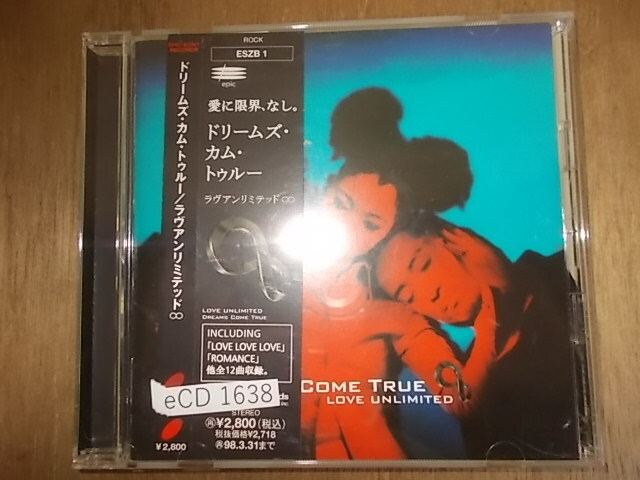 ROCK
ESZB 1
epic
愛に限界、なし。
ドリームズ・
カム・
トゥルー
ラヴアンリミテッド∞
LOVE UNLIMITED
DREAMS COME TRUE
INCLUDING
「LOVE LOVE LOVE」
「ROMANCE」
他全12曲収録。
eCD 1638
STEREO
㊢¥2,800(税込)
税抜価格¥2,718
㊢98.3.31まで
ドリームズ・カム・トゥルー/ラヴアンリミテッド∞
¥2,800
COME TRUE
LOVE UNLIMITED